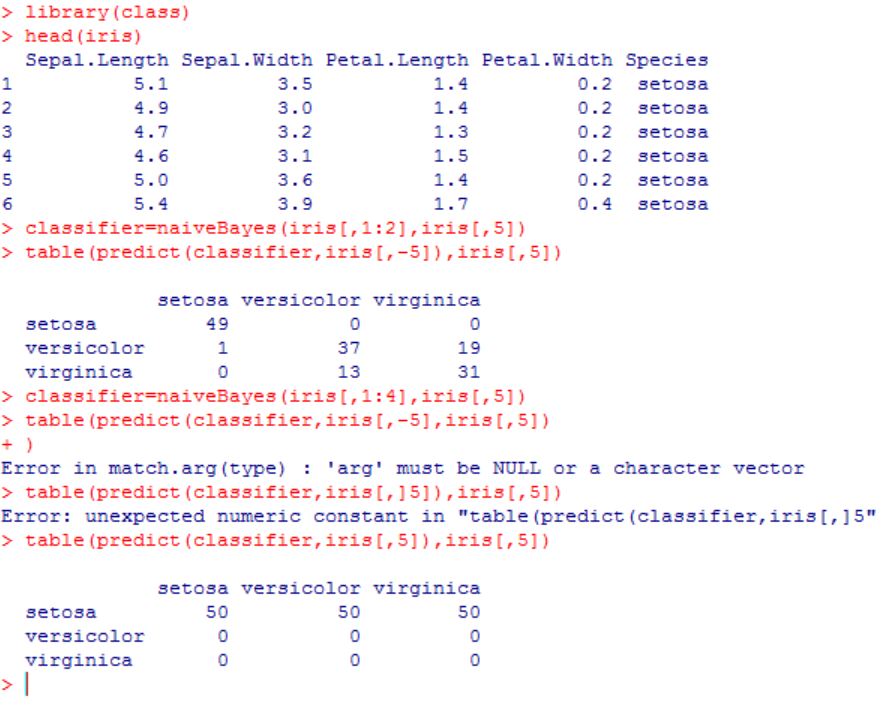 > library(class)
> head(iris)
  Sepal.Length Sepal.Width Petal.Length Petal.Width Species
1          5.1         3.5          1.4         0.2  setosa
2          4.9         3.0          1.4         0.2  setosa
3          4.7         3.2          1.3         0.2  setosa
4          4.6         3.1          1.5         0.2  setosa
5          5.0         3.6          1.4         0.2  setosa
6          5.4         3.9          1.7         0.4  setosa
> classifier=naiveBayes(iris[,1:2],iris[,5])
> table(predict(classifier,iris[,-5]),iris[,5])
             setosa versicolor virginica
  setosa         49          0         0
  versicolor      1         37        19
  virginica       0         13        31
> classifier=naiveBayes(iris[,1:4],iris[,5])
> table(predict(classifier,iris[,-5],iris[,5])
+ )
Error in match.arg(type) : 'arg' must be NULL or a character vector
> table(predict(classifier,iris[,]5]),iris[,5])
Error: unexpected numeric constant in "table(predict(classifier,iris[,]5"
> table(predict(classifier,iris[,5]),iris[,5])
             setosa versicolor virginica
  setosa         50         50        50
  versicolor      0          0         0
  virginica       0          0         0
>